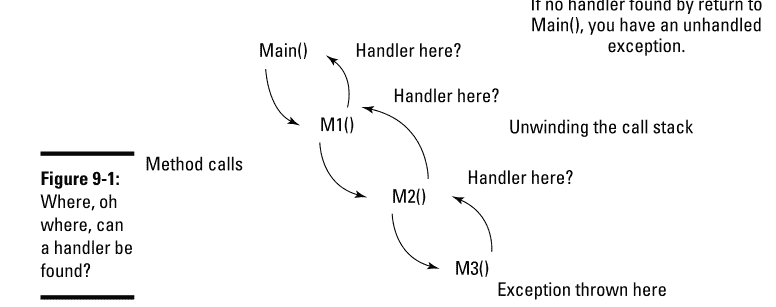 If no handler found by return to
Main(), you have an unhandled
exception.
Main()
Handler here?
Handler here?
M1()
Unwinding the call stack
Method calls
Handler here?
M2()
M3()
Exception thrown here
Figure 9-1:
Where, oh
where, can
a handler be
found?